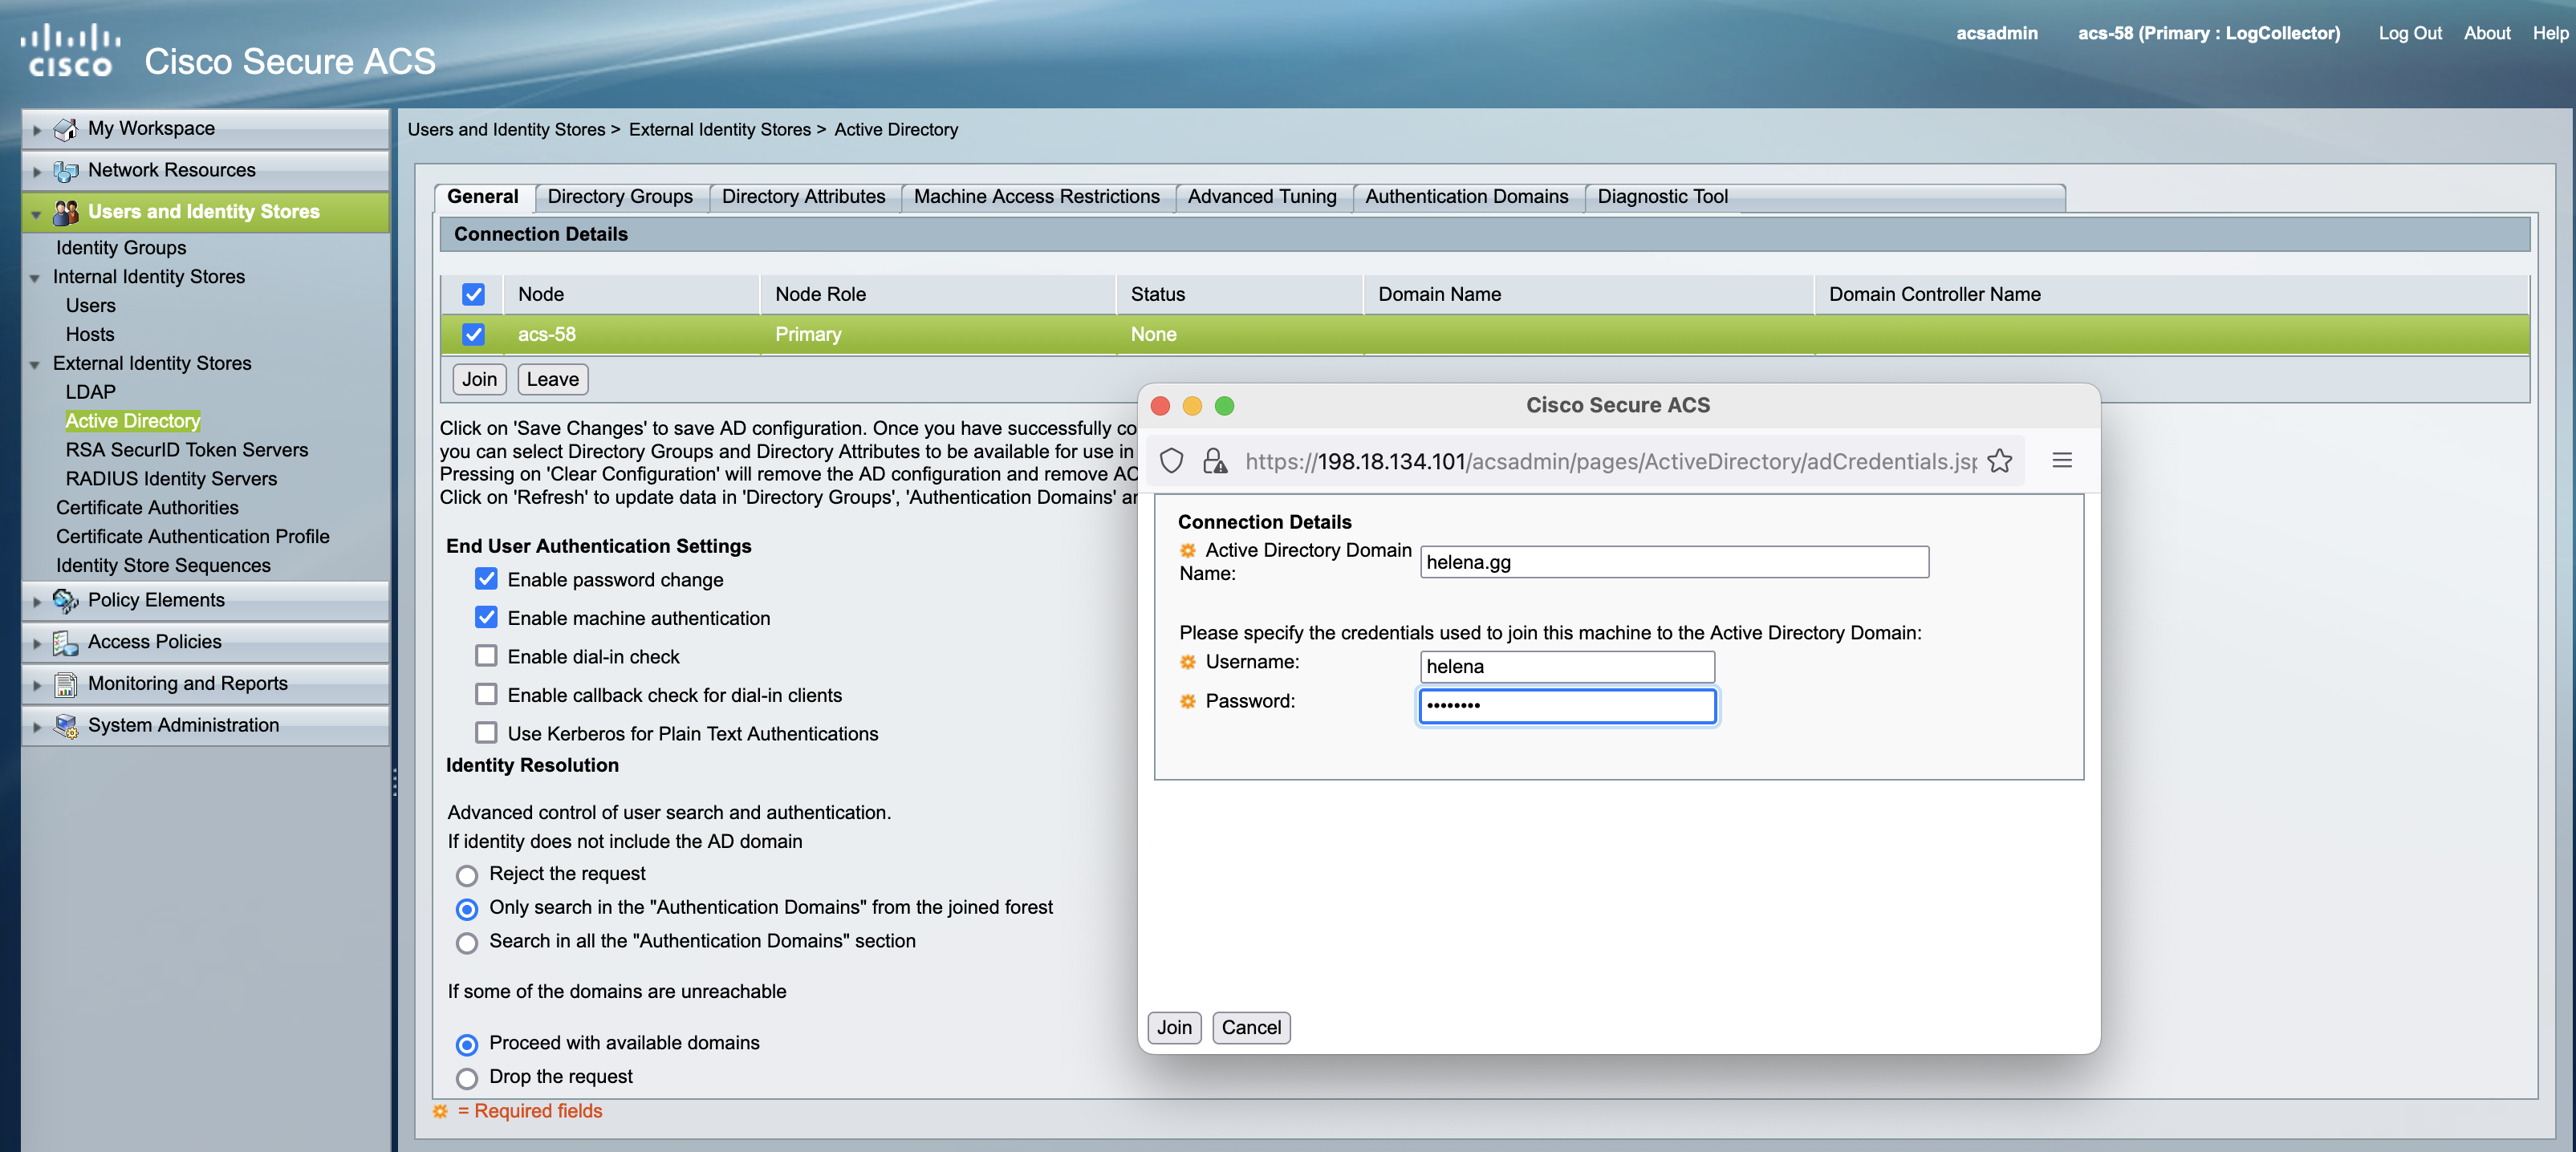 acsadmin acs-58 (Primary : LogCollector) Log Out About Help
CISCO Cisco Secure ACS
My Workspace
Network Resources
Users and Identity Stores
Identity Groups
Internal Identity Stores
Users
Hosts
External Identity Stores
LDAP
Active Directory
RSA SecurID Token Servers
RADIUS Identity Servers
Certificate Authorities
Certificate Authentication Profile
Identity Store Sequences
Policy Elements
Access Policies
Monitoring and Reports
System Administration
Users and Identity Stores > External Identity Stores > Active Directory
General Directory Groups Directory Attributes Machine Access Restrictions Advanced Tuning Authentication Domains Diagnostic Tool
Connection Details
Node Node Role Status Domain Name Domain Controller Name
acs-58 Primary None
Join Leave
Click on 'Save Changes' to save AD configuration. Once you have successfully co
you can select Directory Groups and Directory Attributes to be available for use in
Pressing on 'Clear Configuration' will remove the AD configuration and remove AC
Click on 'Refresh' to update data in 'Directory Groups', 'Authentication Domains' ar
End User Authentication Settings
Enable password change
Enable machine authentication
Enable dial-in check
Enable callback check for dial-in clients
Use Kerberos for Plain Text Authentications
Identity Resolution
Advanced control of user search and authentication.
If identity does not include the AD domain
Reject the request
Only search in the "Authentication Domains" from the joined forest
Search in all the "Authentication Domains" section
If some of the domains are unreachable
Proceed with available domains
Drop the request
= Required fields
Cisco Secure ACS
https://198.18.134.101/acsadmin/pages/ActiveDirectory/adCredentials.jsp
Connection Details
Active Directory Domain
Name: helena.gg
Please specify the credentials used to join this machine to the Active Directory Domain:
Username: helena
Password: ••••••••
Join Cancel